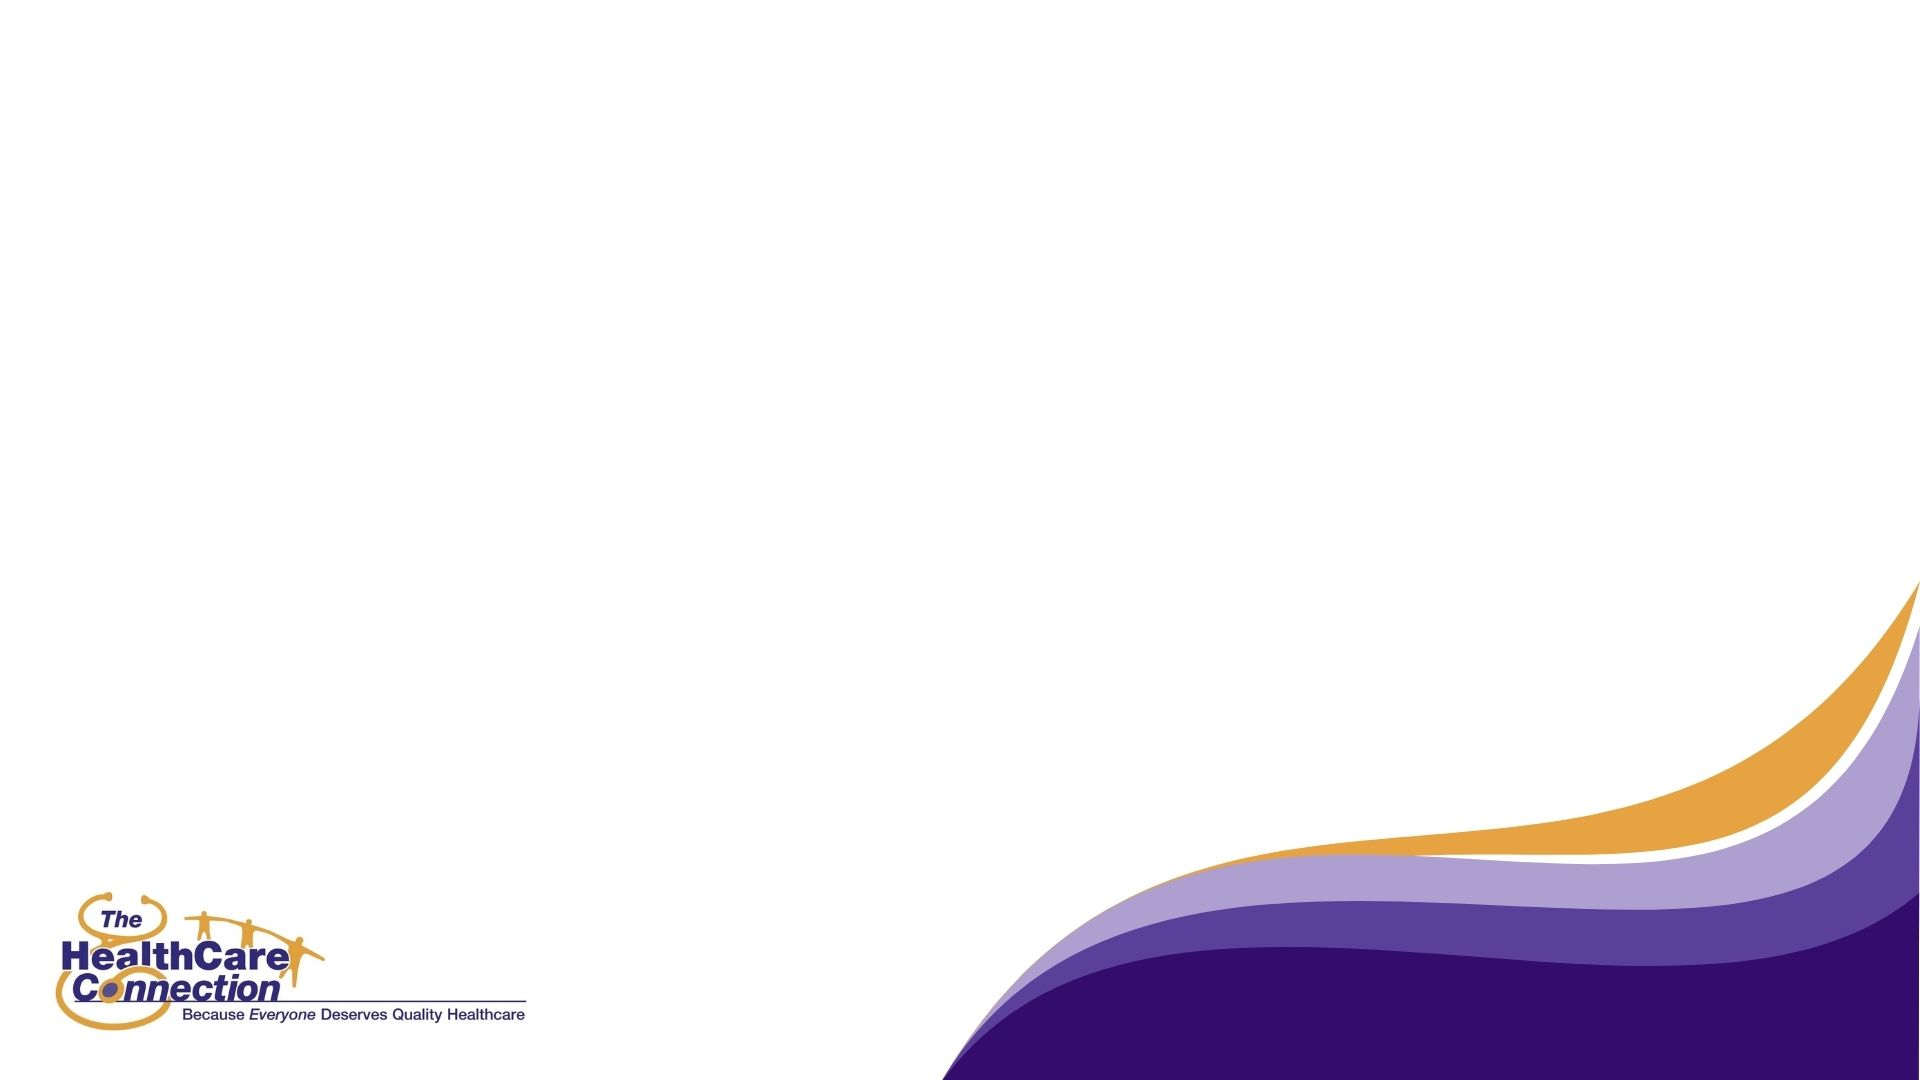 The
HealthCare
Connection
Because Everyone Deserves Quality Healthcare